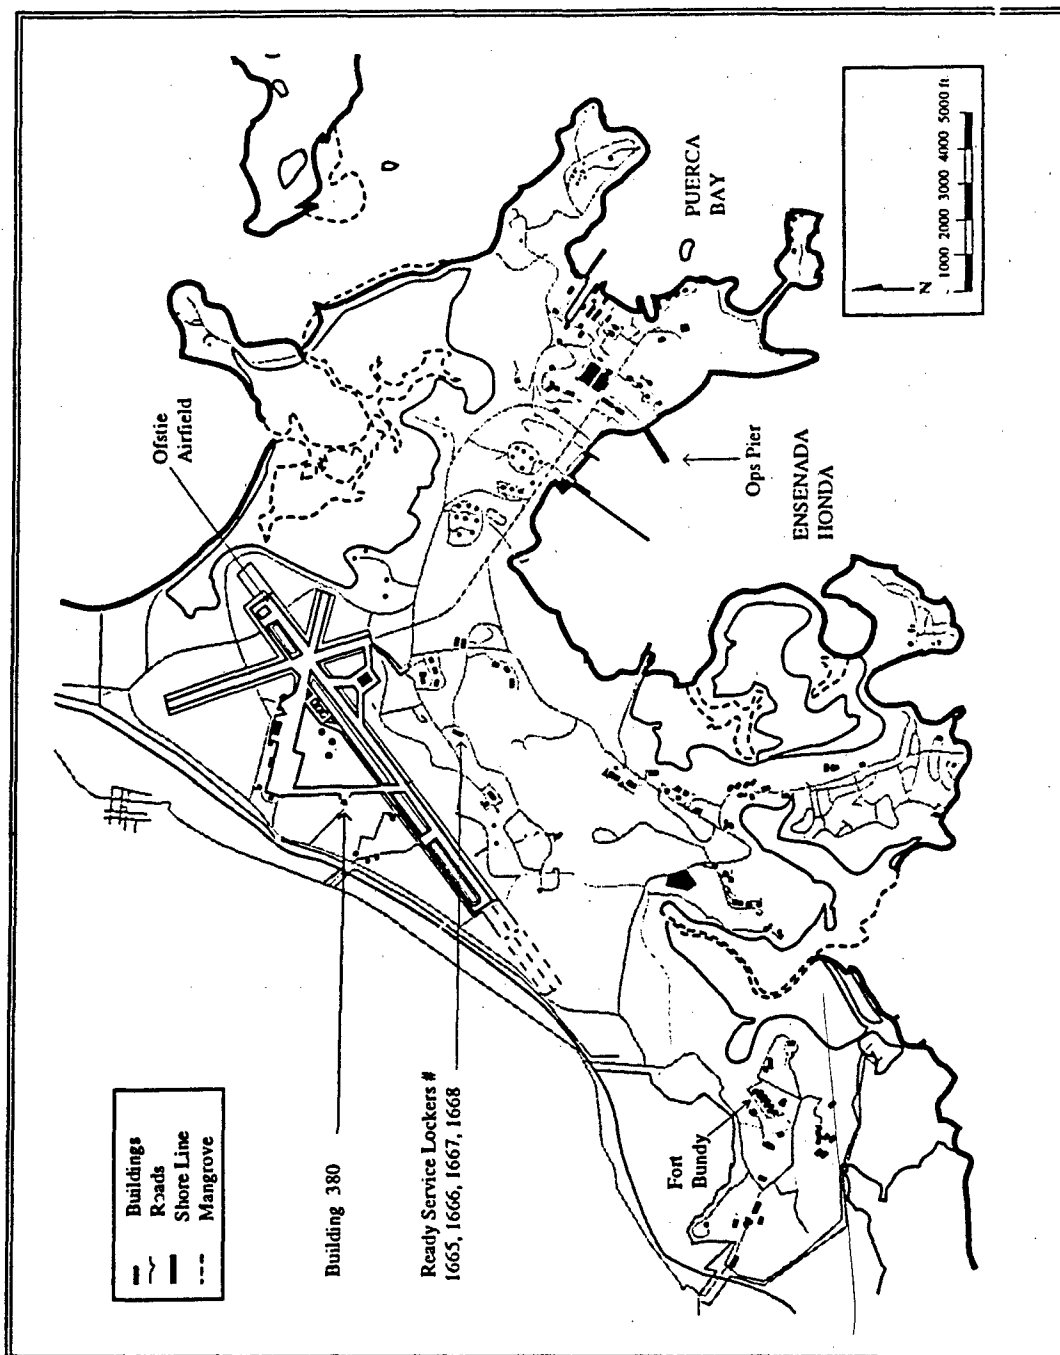 Buildings
Roads
Shore Line
Mangrove
Building 380
Ready Service Lockers #
1665, 1666, 1667, 1668
Fort
Bundy
Ofstie
Airfield
Ops Pier
ENSENADA
HONDA
PUERCA
BAY
N
1000 2000 3000 4000 5000 ft.